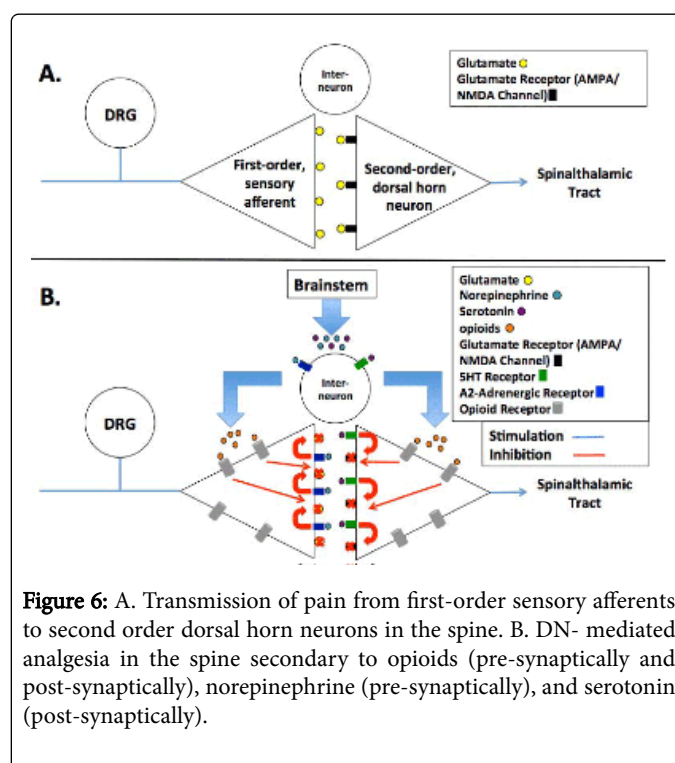 A.
Inter-
neuron
DRG
First-order,
sensory
afferent
Second-order,
dorsal horn
neuron
Glutamate
Glutamate Receptor (AMPA/
NMDA Channel)
Spinalthalamic
Tract
B.
Brainstem
Inter-
neuron
DRG
Glutamate
Norepinephrine
Serotonin
opioids
Glutamate Receptor (AMPA/
NMDA Channel)
5HT Receptor
A2-Adrenergic Receptor
Opioid Receptor
Stimulation
Inhibition
Spinalthalamic
Tract
Figure 6: A. Transmission of pain from first-order sensory afferents
to second order dorsal horn neurons in the spine. B. DN- mediated
analgesia in the spine secondary to opioids (pre-synaptically and
post-synaptically), norepinephrine (pre-synaptically), and serotonin
(post-synaptically).